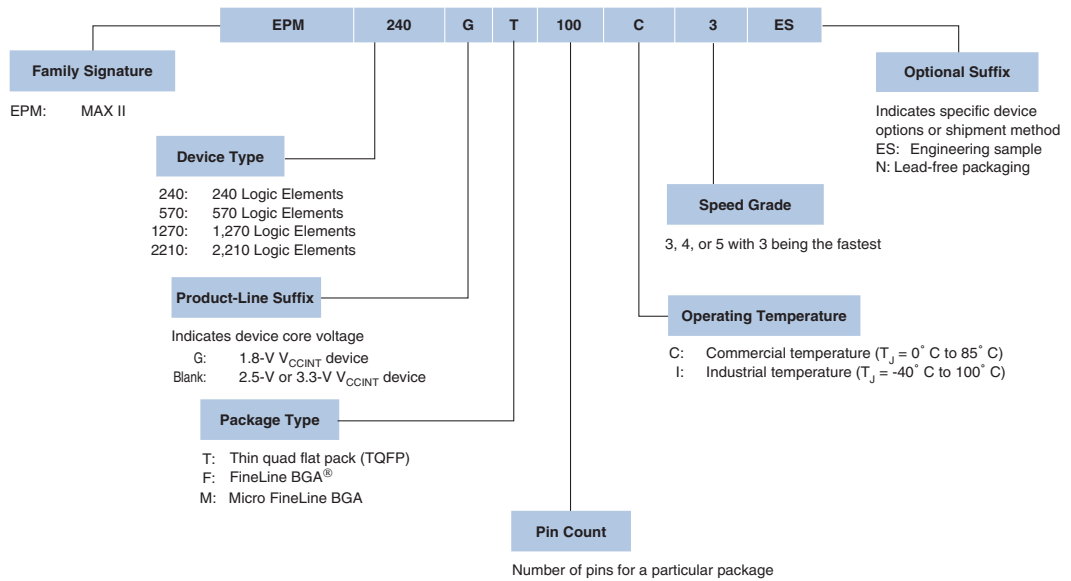 EPM 240 G T 100 C 3 ES
Family Signature
EPM: MAX II
Optional Suffix
Indicates specific device
options or shipment method
ES: Engineering sample
N: Lead-free packaging
Device Type
240: 240 Logic Elements
570: 570 Logic Elements
1270: 1,270 Logic Elements
2210: 2,210 Logic Elements
Speed Grade
3, 4, or 5 with 3 being the fastest
Product-Line Suffix
Indicates device core voltage
G: 1.8-V VCCINT device
Blank: 2.5-V or 3.3-V VCCINT device
Operating Temperature
C: Commercial temperature (TJ = 0° C to 85° C)
I: Industrial temperature (TJ = -40° C to 100° C)
Package Type
T: Thin quad flat pack (TQFP)
F: FineLine BGA®
M: Micro FineLine BGA
Pin Count
Number of pins for a particular package